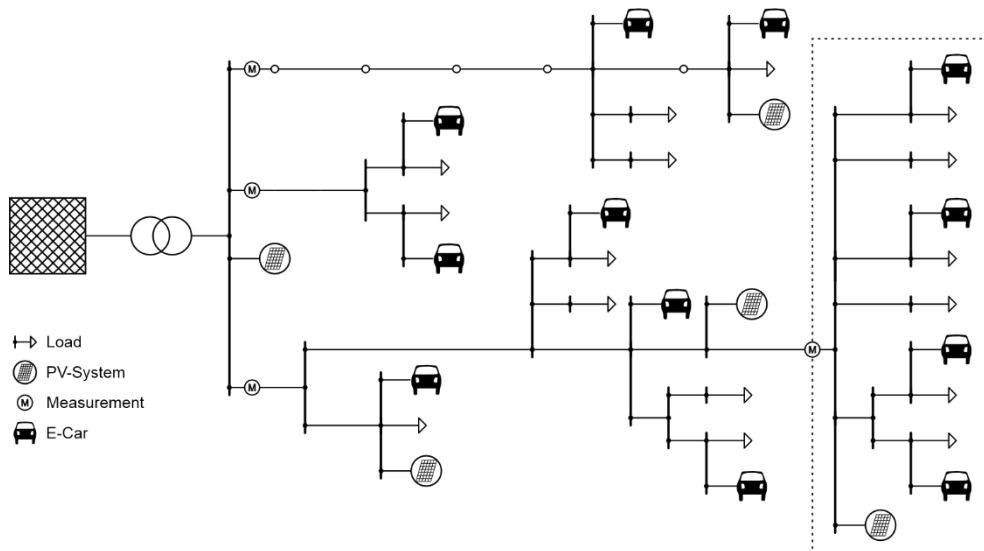 M
M
M
M
Load
PV-System
M Measurement
E-Car